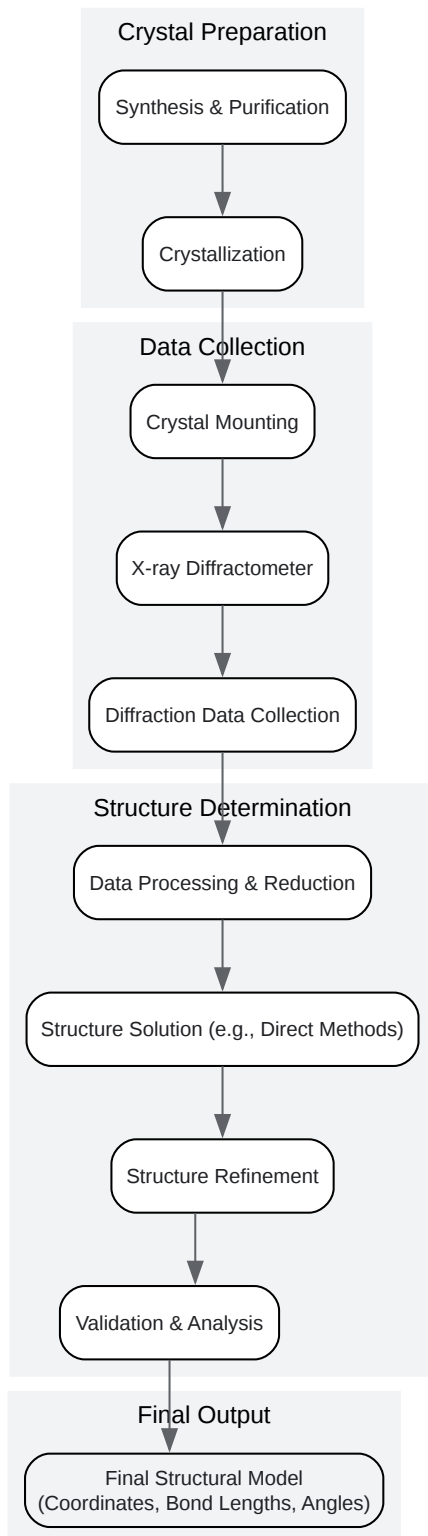 Crystal Preparation
Synthesis & Purification
Crystallization
Data Collection
Crystal Mounting
X-ray Diffractometer
Diffraction Data Collection
Structure Determination
Data Processing & Reduction
Structure Solution (e.g., Direct Methods)
Structure Refinement
Validation & Analysis
Final Output
Final Structural Model
(Coordinates, Bond Lengths, Angles)